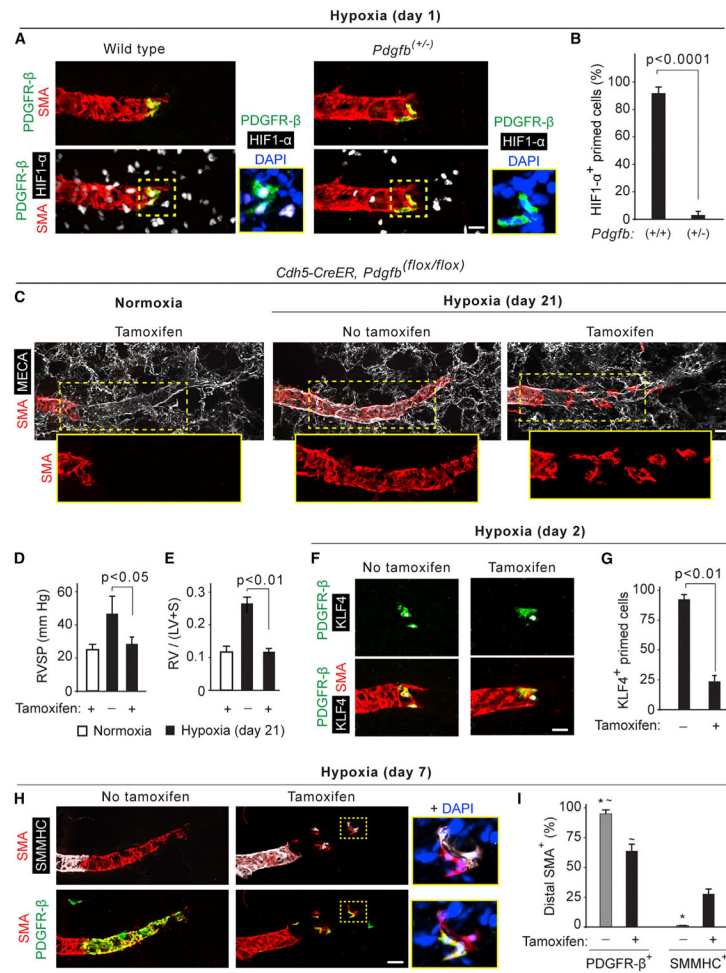 Hypoxia (day 1)
A
Wild type
Pdgfb(+/-)
PDGFR-β
SMA
PDGFR-β
HIF1-α
SMA
PDGFR-β
HIF1-α
DAPI
PDGFR-β
HIF1-α
DAPI
B
p<0.0001
HIF1-α+ primed cells (%)
100
80
60
40
20
0
Pdgfb: (+/+) (+/-)
Cdh5-CreER, Pdgfb(flox/flox)
C
Normoxia
Hypoxia (day 21)
Tamoxifen
No tamoxifen
Tamoxifen
SMA MECA
SMA
D
p<0.05
RVSP (mm Hg)
60
40
20
0
Tamoxifen: + − +
E
p<0.01
RV / (LV+S)
0.3
0.2
0.1
0
+ − +
Normoxia Hypoxia (day 21)
Hypoxia (day 2)
F
No tamoxifen
Tamoxifen
PDGFR-β
KLF4
PDGFR-β SMA
KLF4
G
p<0.01
KLF4+ primed cells
100
75
50
25
0
Tamoxifen: − +
Hypoxia (day 7)
H
No tamoxifen
Tamoxifen
+ DAPI
SMA
SMMHC
SMA
PDGFR-β
I
Distal SMA+ (%)
100
75
50
25
0
* ~
~
*
Tamoxifen: − + − +
PDGFR-β+ SMMHC+